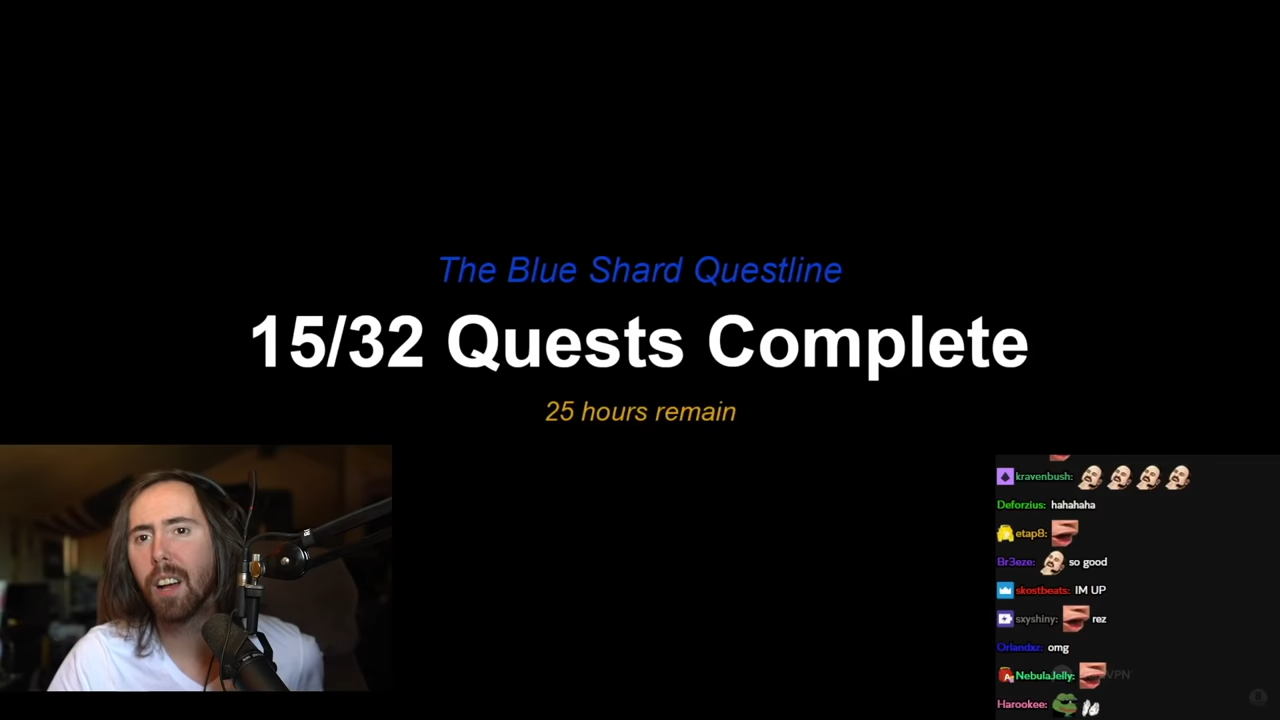 The Blue Shard Questline
15/32 Quests Complete
25 hours remain
kravenbush:
Deforzius: hahahaha
etap8:
Br3eze: so good
skostbeats: IM UP
sxyshiny: rez
Orlandxz: omg
NebulaJelly:
VPN
Harookee: